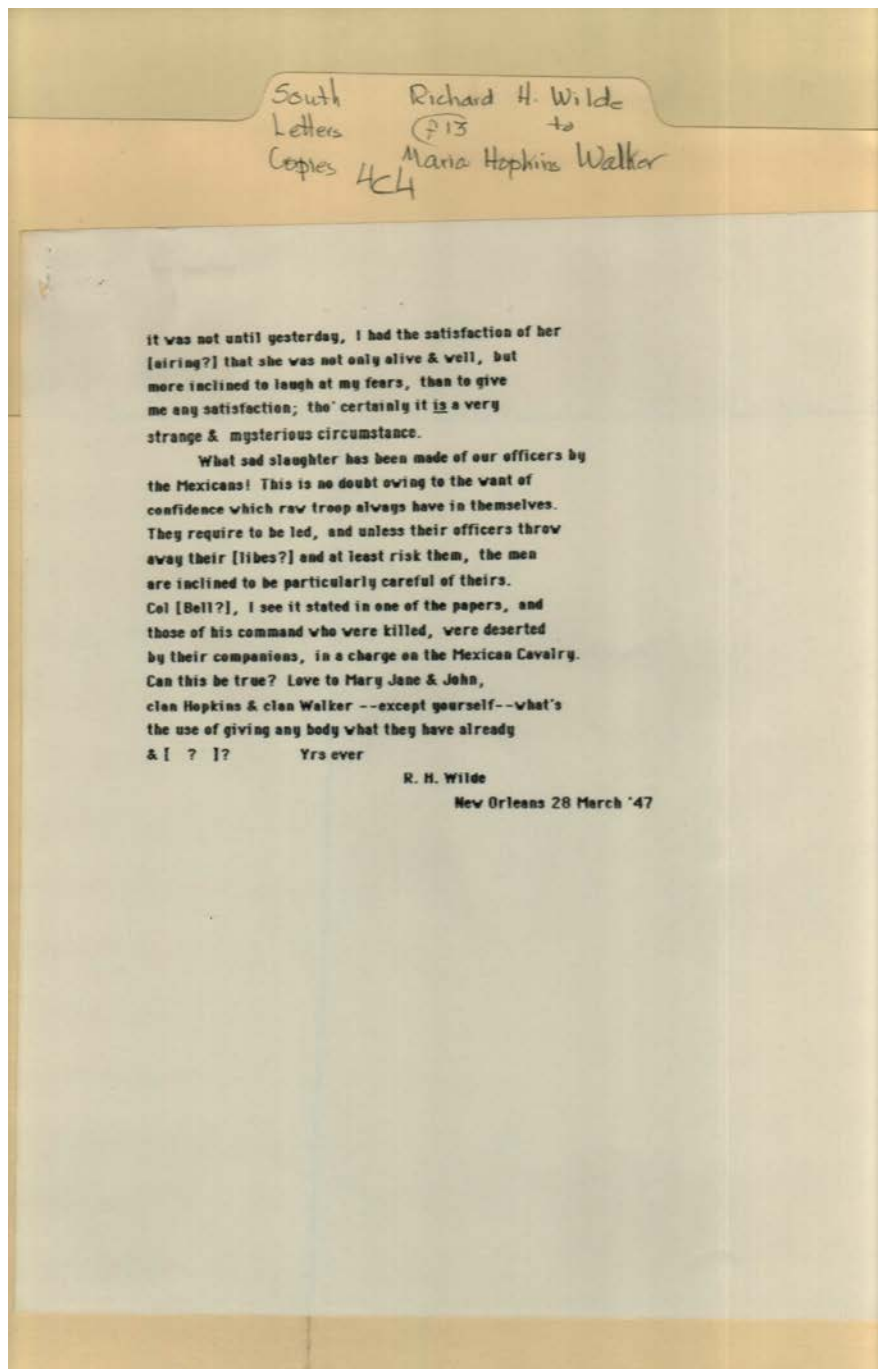 South Richard H. Wilde
Letters P 13 to
Copies 4C4 Maria Hopkins Walker
it was not until yesterday, I had the satisfaction of her
[airing?] that she was not only alive & well, but
more inclined to laugh at my fears, than to give
me any satisfaction; tho' certainly it is a very
strange & mysterious circumstance.
What sad slaughter has been made of our officers by
the Mexicans! This is no doubt owing to the want of
confidence which raw troop always have in themselves.
They require to be led, and unless their officers throw
away their [libes?] and at least risk them, the men
are inclined to be particularly careful of theirs.
Col [Bell?], I see it stated in one of the papers, and
those of his command who were killed, were deserted
by their companions, in a charge on the Mexican Cavalry.
Can this be true? Love to Mary Jane & John,
clan Hopkins & clan Walker --except yourself--what's
the use of giving any body what they have already
& [ ? ]? Yrs ever
R. H. Wilde
New Orleans 28 March '47